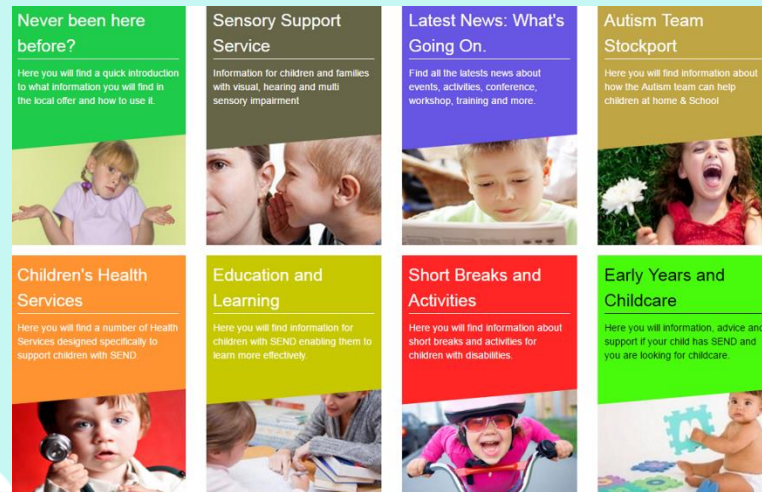 Never been here
before?
Here you will find a quick introduction
to what information you will find in
the local offer and how to use it.
Sensory Support
Service
Information for children and families
with visual, hearing and multi
sensory impairment
Latest News: What's
Going On.
Find all the latests news about
events, activities, conference,
workshop, training and more.
Autism Team
Stockport
Here you will find information about
how the Autism team can help
children at home & School
Children's Health
Services
Here you will find a number of Health
Services designed specifically to
support children with SEND.
Education and
Learning
Here you will find information for
children with SEND enabling them to
learn more effectively.
Short Breaks and
Activities
Here you will find information about
short breaks and activities for
children with disabilities.
Early Years and
Childcare
Here you will information, advice and
support if your child has SEND and
you are looking for childcare.